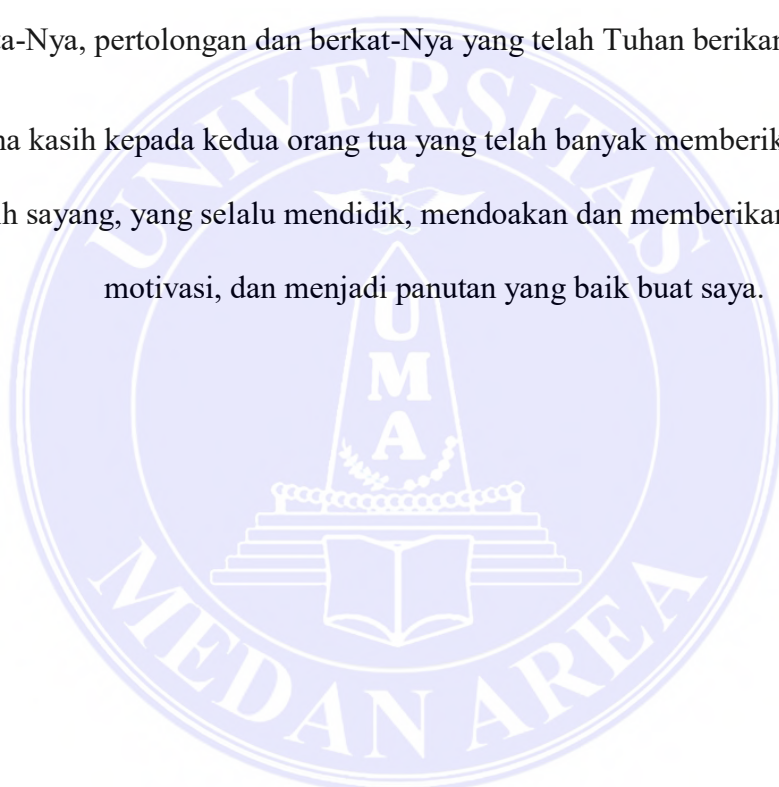 ta-Nya, pertolongan dan berkat-Nya yang telah Tuhan berikan
UNIVERSITAS
na kasih kepada kedua orang tua yang telah banyak memberik
h sayang, yang selalu mendidik, mendoakan dan memberikan
motivasi, dan menjadi panutan yang baik buat saya.
U
M
A
MEDAN AREA